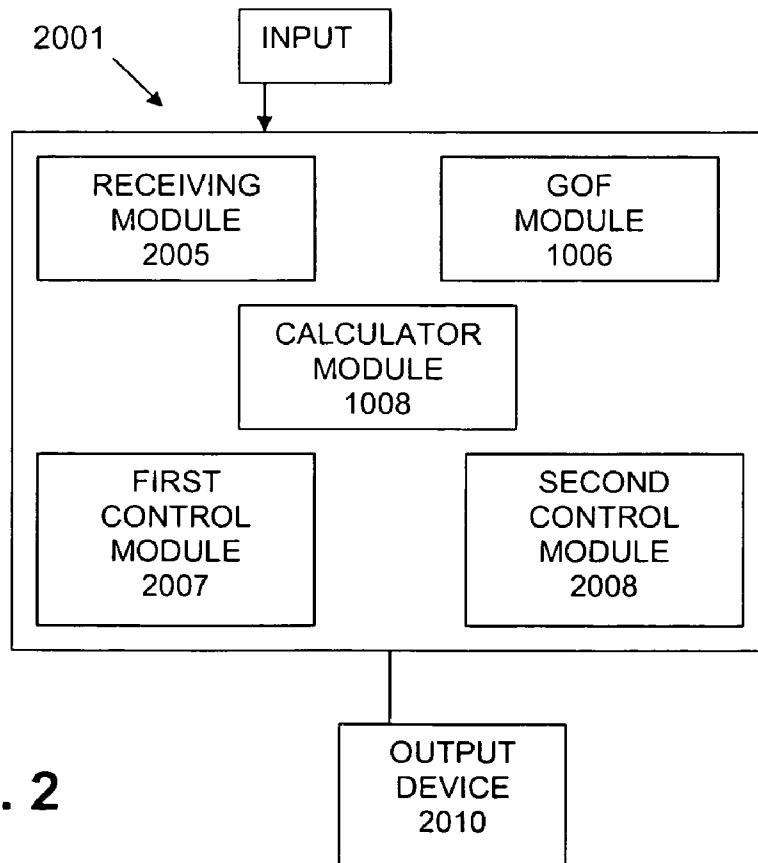 2001
INPUT
RECEIVING
MODULE
2005
GOF
MODULE
1006
CALCULATOR
MODULE
1008
FIRST
CONTROL
MODULE
2007
SECOND
CONTROL
MODULE
2008
OUTPUT
DEVICE
2010
. 2